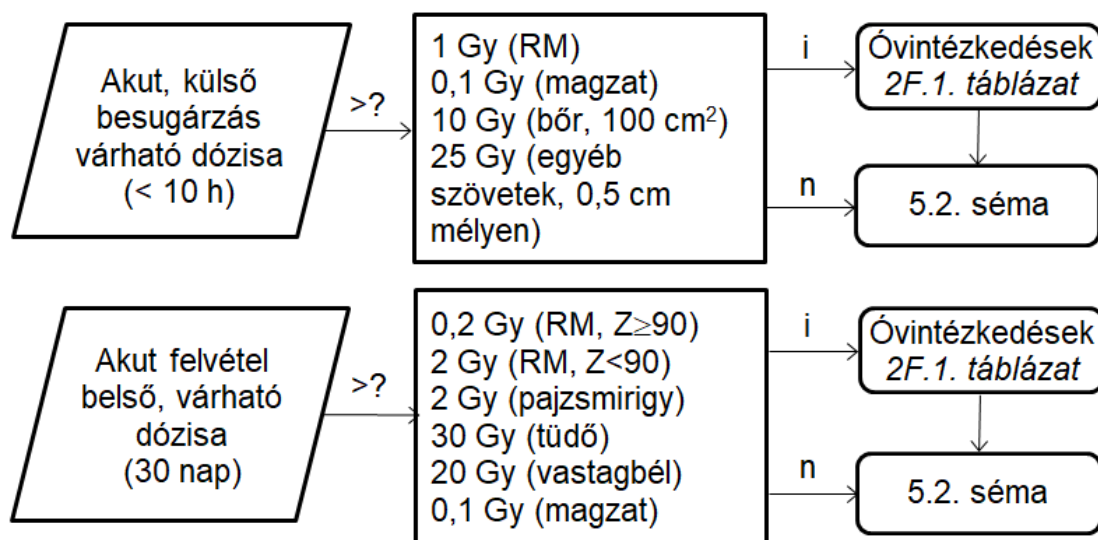 Akut, külső
besugárzás
várható dózisa
(< 10 h)
>?
1 Gy (RM)
0,1 Gy (magzat)
10 Gy (bőr, 100 cm²)
25 Gy (egyéb
szövetek, 0,5 cm
mélyen)
i
Óvintézkedések
2F.1. táblázat
n
5.2. séma
Akut felvétel
belső, várható
dózisa
(30 nap)
>?
0,2 Gy (RM, Z≥90)
2 Gy (RM, Z<90)
2 Gy (pajzsmirigy)
30 Gy (tüdő)
20 Gy (vastagbél)
0,1 Gy (magzat)
i
Óvintézkedések
2F.1. táblázat
n
5.2. séma